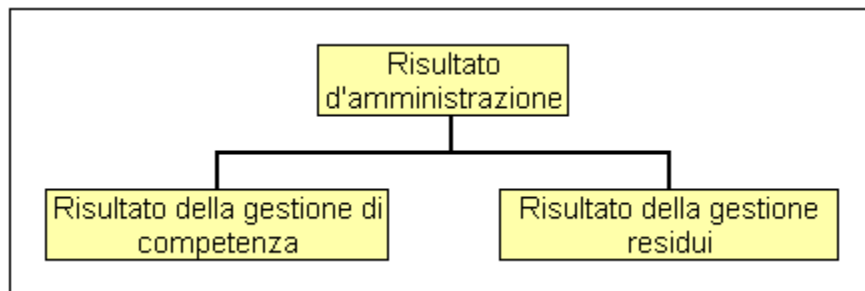 Risultato
d'amministrazione
Risultato della gestione di
competenza
Risultato della gestione
residui